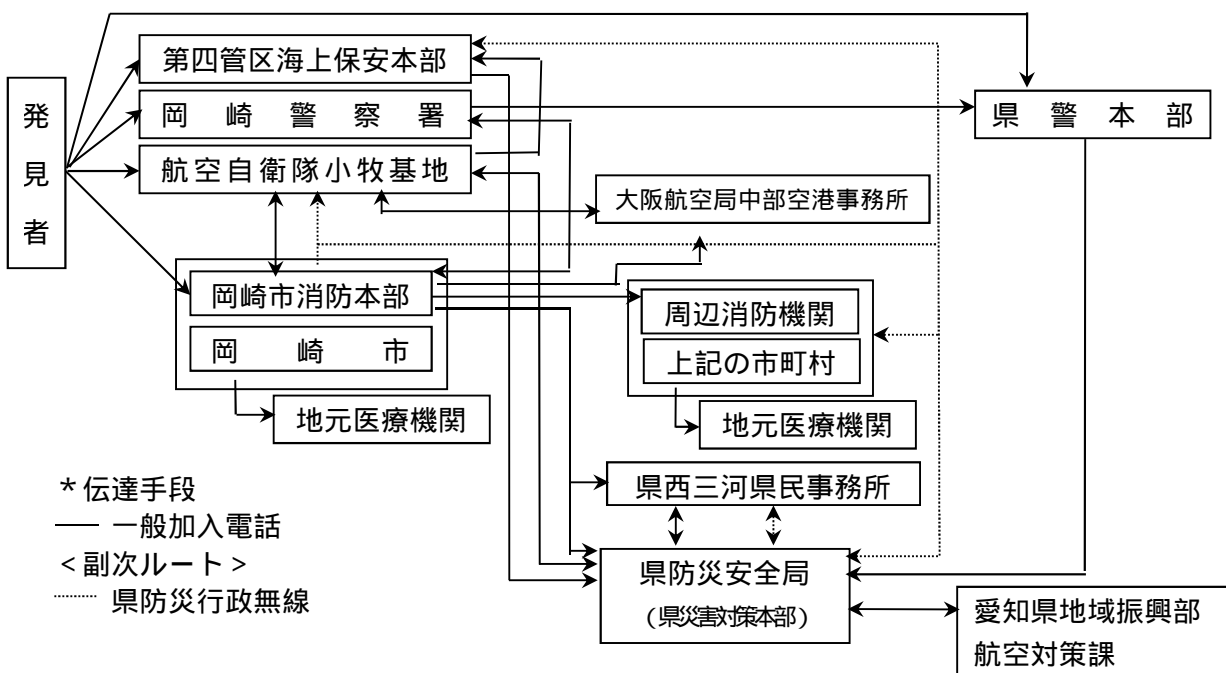 発見者
第四管区海上保安本部
岡崎警察署
航空自衛隊小牧基地
県警本部
大阪航空局中部空港事務所
岡崎市消防本部
岡崎市
地元医療機関
周辺消防機関
上記の市町村
地元医療機関
県西三河県民事務所
県防災安全局
(県災害対策本部)
愛知県地域振興部
航空対策課
*伝達手段
一般加入電話
<副次ルート>
県防災行政無線